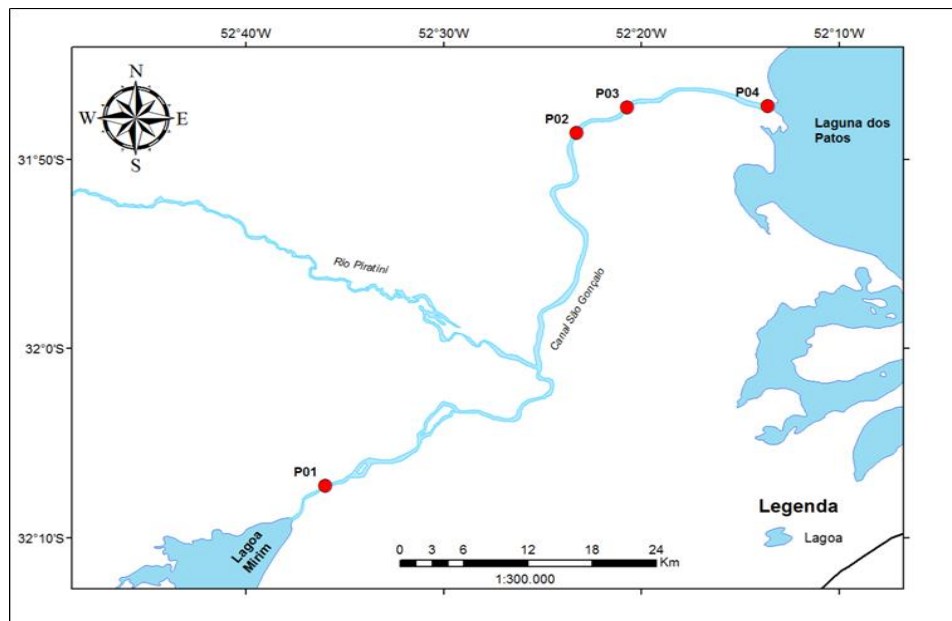 52°40'W 52°30'W 52°20'W 52°10'W
N
W E
S
P02
P03
P04
Laguna dos
Patos
31°50'S
Rio Piratini
Canal São Gonçalo
32°0'S
P01
Lagoa
Mirim
32°10'S
Legenda
Lagoa
0 3 6 12 18 24
Km
1:300.000